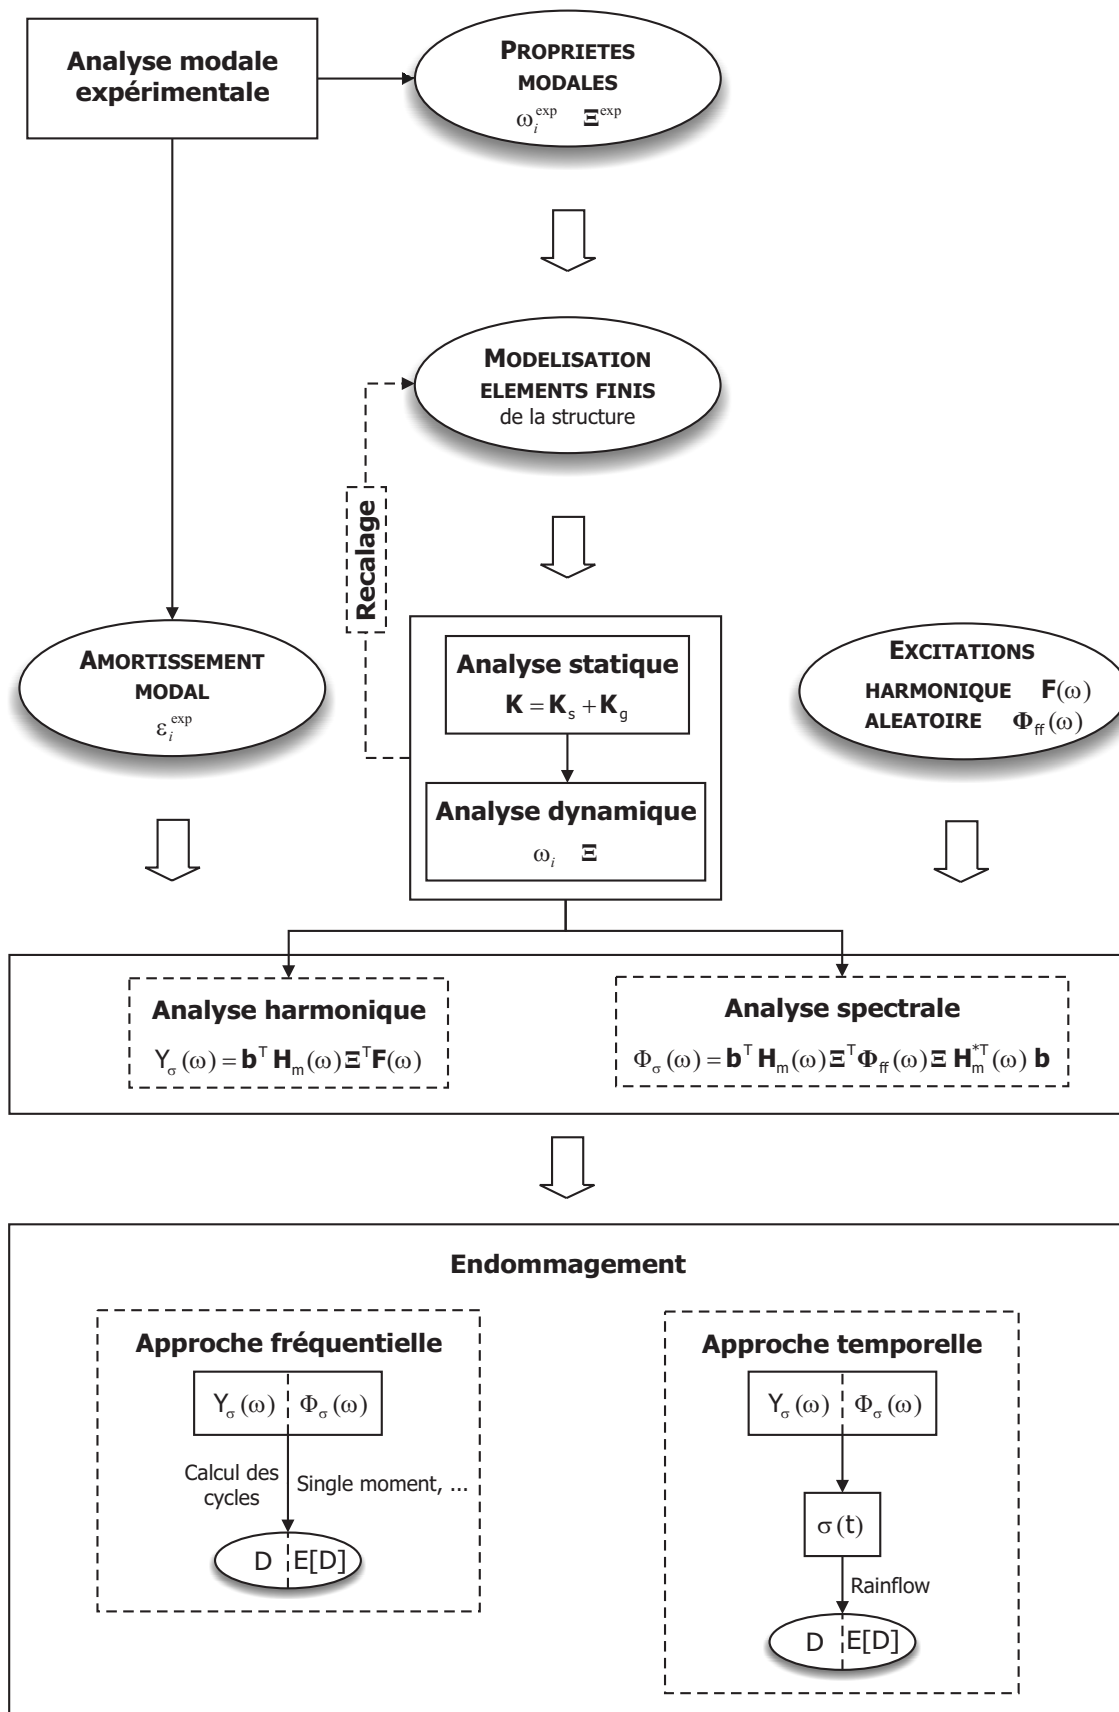 Analyse modale
expérimentale
PROPRIETES
MODALES
ω_i^exp Ξ^exp
MODELISATION
ELEMENTS FINIS
de la structure
Recalage
AMORTISSEMENT
MODAL
ε_i^exp
Analyse statique
K = K_s + K_g
Analyse dynamique
ω_i Ξ
EXCITATIONS
HARMONIQUE F(ω)
ALEATOIRE Φ_ff(ω)
Analyse harmonique
Y_σ(ω) = b^T H_m(ω) Ξ^T F(ω)
Analyse spectrale
Φ_σ(ω) = b^T H_m(ω) Ξ^T Φ_ff(ω) Ξ H_m^*T(ω) b
Endommagement
Approche fréquentielle
Y_σ(ω) Φ_σ(ω)
Calcul des
cycles
Single moment, ...
D E[D]
Approche temporelle
Y_σ(ω) Φ_σ(ω)
σ(t)
Rainflow
D E[D]